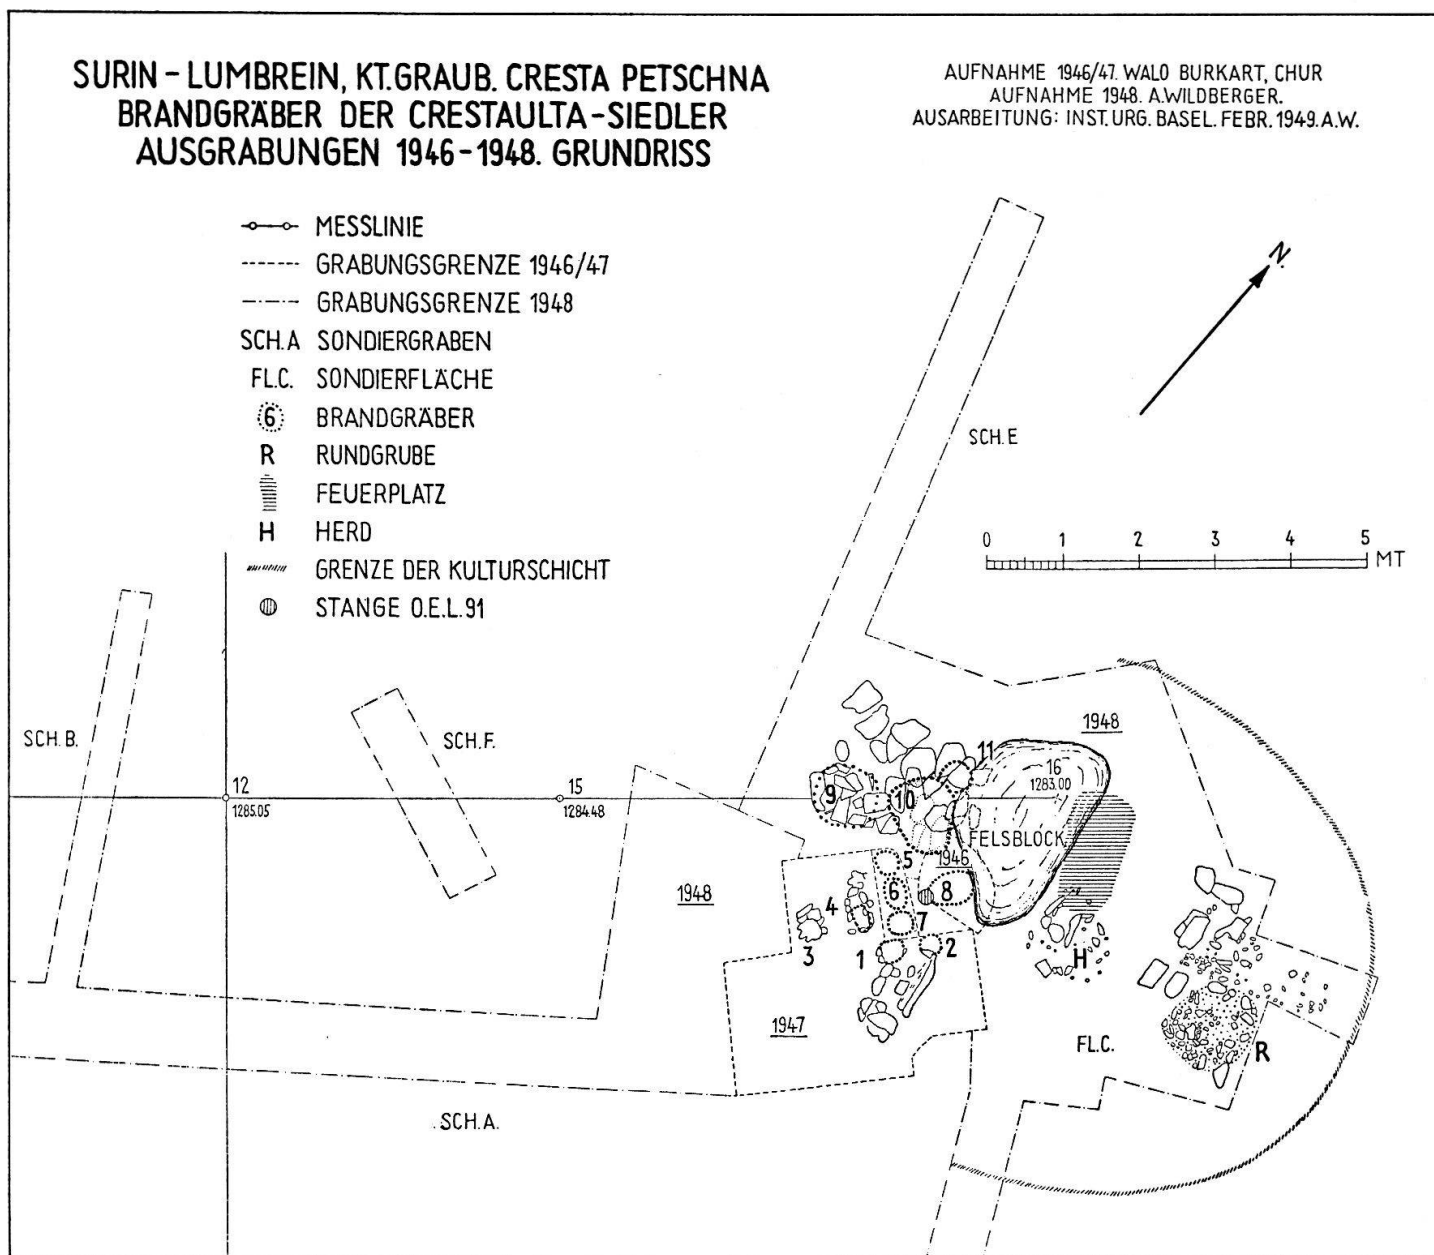 SURIN - LUMBREIN, KT. GRAUB. CRESTA PETSCHNA
BRANDGRÄBER DER CRESTAULTA-SIEDLER
AUSGRABUNGEN 1946-1948. GRUNDRISS
AUFNAHME 1946/47. WALO BURKART, CHUR
AUFNAHME 1948. A.WILDBERGER.
AUSARBEITUNG: INST. URG. BASEL. FEBR. 1949. A.W.
MESSLINIE
GRABUNGSGRENZE 1946/47
GRABUNGSGRENZE 1948
SCH.A SONDIERGRABEN
FL.C. SONDIERFLÄCHE
6 BRANDGRÄBER
R RUNDGRUBE
FEUERPLATZ
H HERD
GRENZE DER KULTURSCHICHT
STANGE O.E.L.91
N.
SCH.E
0 1 2 3 4 5 MT
SCH.B.
SCH.F.
1948
11
12
1285.05
15
1284.48
16
1283.00
9
10
FELSBLOCK
5
1946
1948
4
6
8
7
3
1
2
H
1947
FL.C.
R
SCH.A.